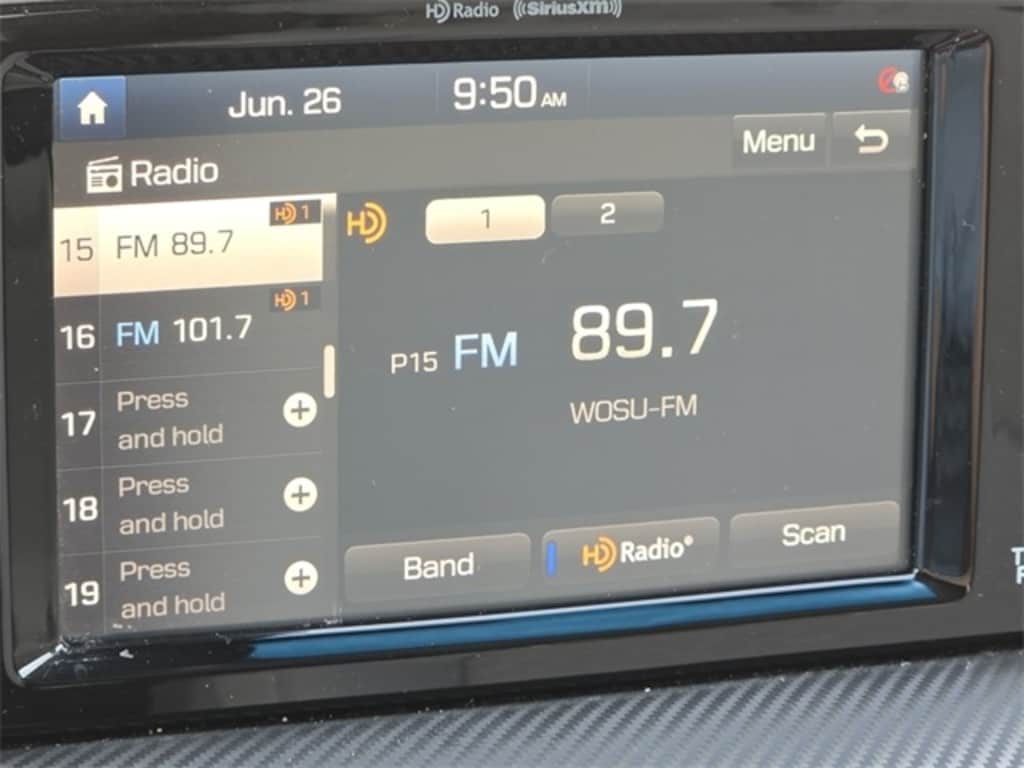 HD Radio ((SiriusXM))
Jun. 26 9:50 AM
Radio Menu
15 FM 89.7 HD 1
HD 1 2
16 FM 101.7 HD 1
P15 FM 89.7
WOSU-FM
17 Press
and hold
18 Press
and hold
19 Press
and hold
Band HD Radio® Scan